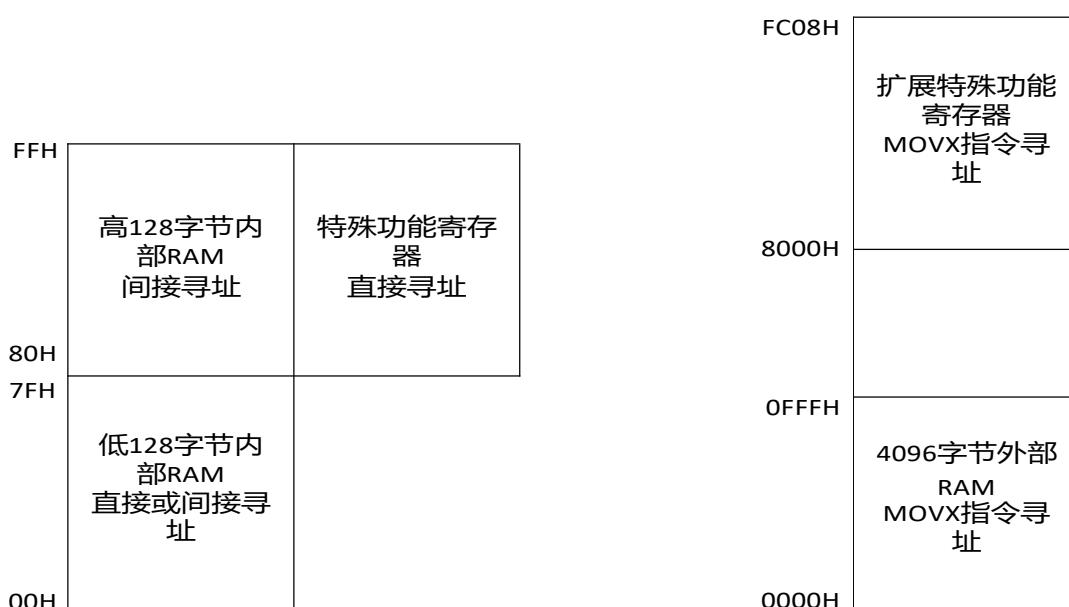 FFH
高128字节内
部RAM
间接寻址
特殊功能寄存
器
直接寻址
80H
7FH
低128字节内
部RAM
直接或间接寻
址
00H
FC08H
扩展特殊功能
寄存器
MOVX指令寻
址
8000H
0FFFH
4096字节外部
RAM
MOVX指令寻
址
0000H